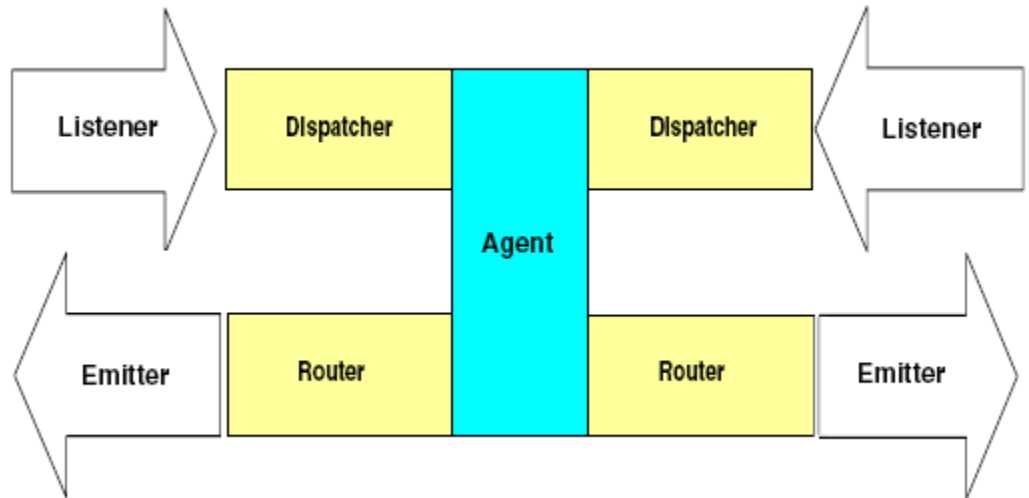 Listener
Dispatcher
Dispatcher
Listener
Agent
Emitter
Router
Router
Emitter